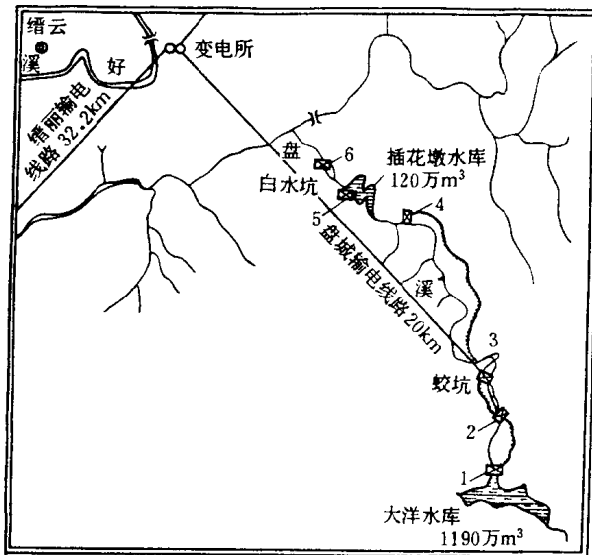 缙云
变电所
溪
好
缙丽输电
线路 32.2km
盘
6
插花墩水库
120万m³
白水坑
5
4
盘城输电线路20km
溪
3
蛟坑
2
1
大洋水库
1190万m³